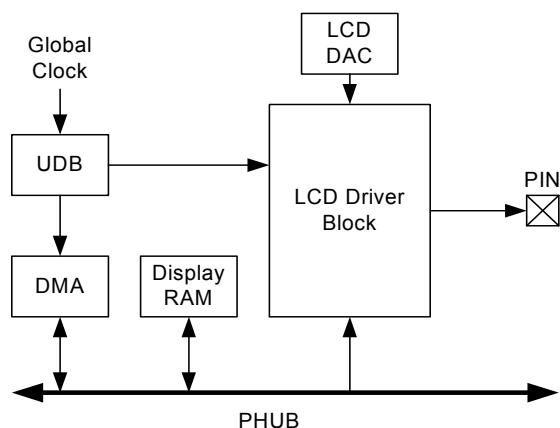 Global
Clock
LCD
DAC
UDB
LCD Driver
Block
PIN
DMA
Display
RAM
PHUB